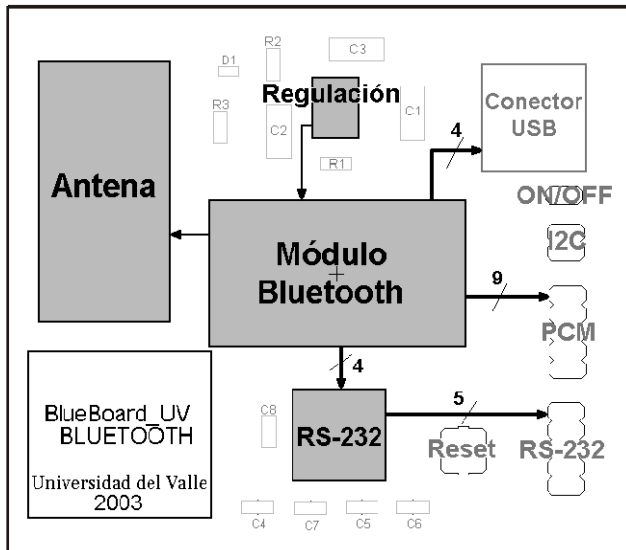 R2
C3
D1
Regulación
Conector
USB
R3
C2
C1
4
R1
Antena
ON/OFF
I2C
Módulo
Bluetooth
9
PCM
4
BlueBoard_UV
BLUETOOTH
Universidad del Valle
2003
C8
RS-232
5
Reset
RS-232
C4
C7
C5
C6